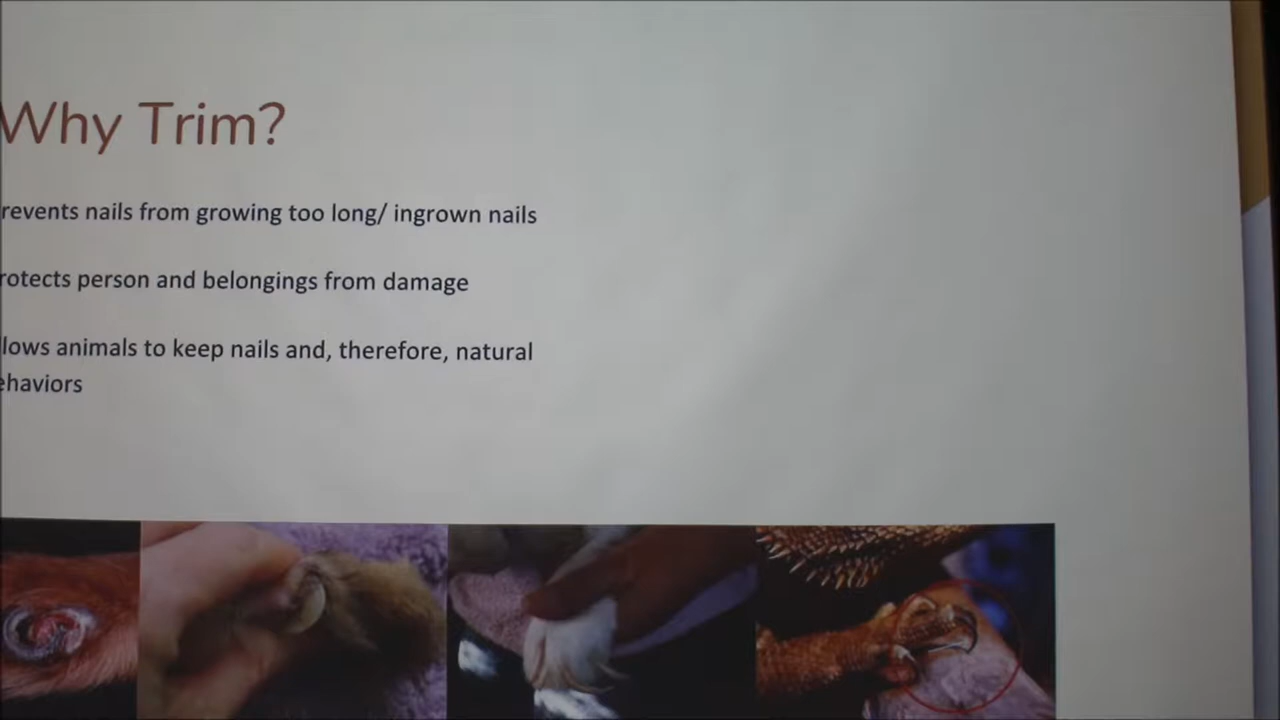 Why Trim?
revents nails from growing too long/ ingrown nails
rotects person and belongings from damage
lows animals to keep nails and, therefore, natural
ehaviors